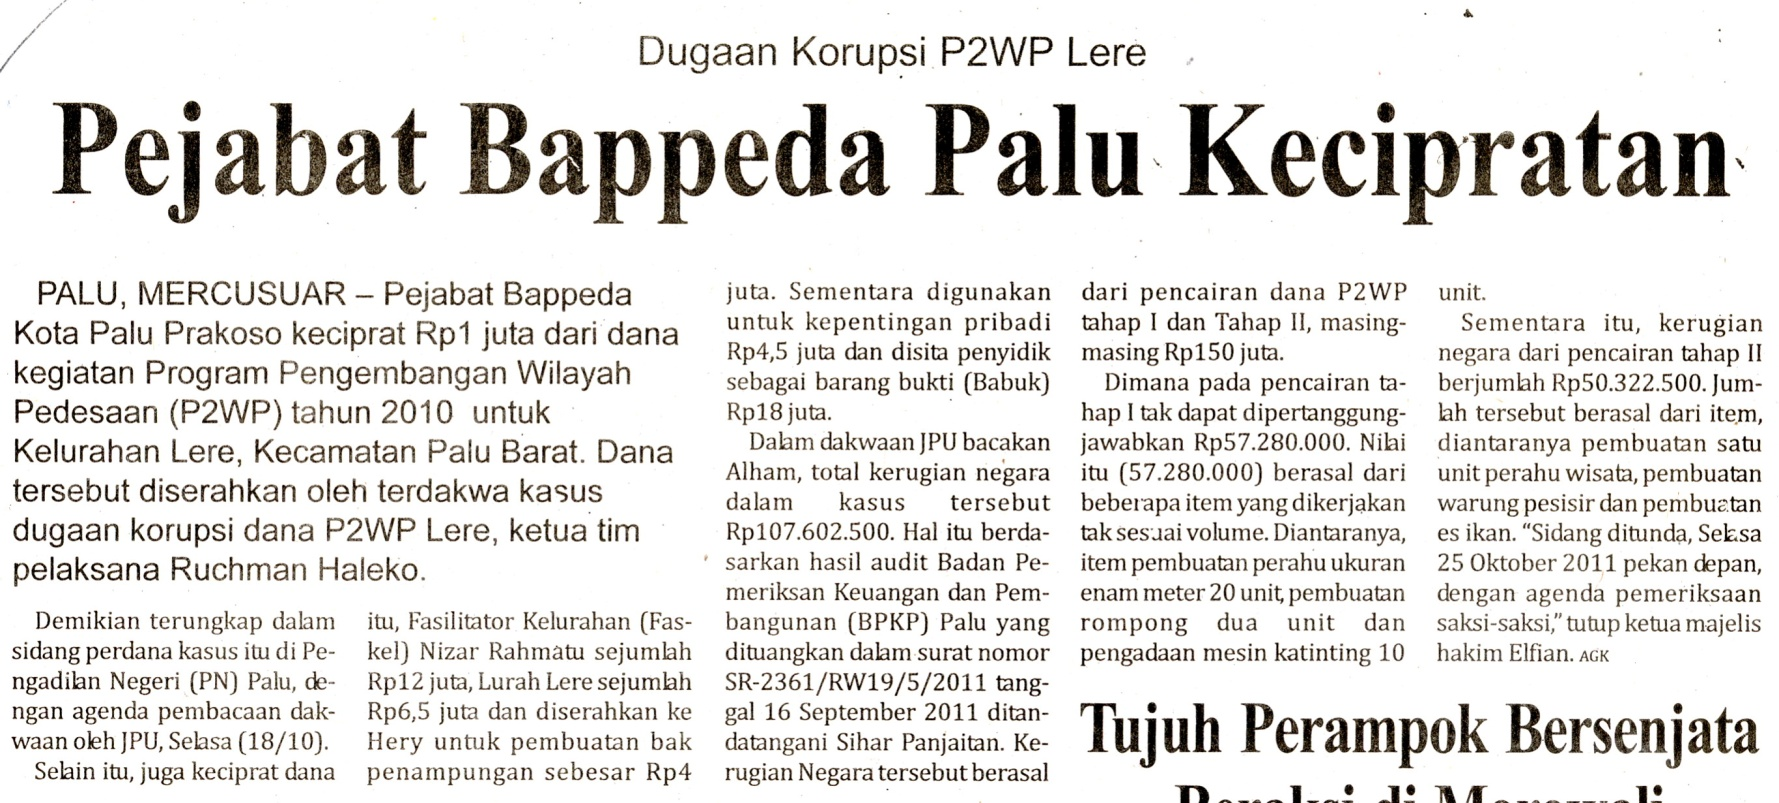 Dugaan Korupsi P2WP Lere
Pejabat Bappeda Palu Kecipratan
PALU, MERCUSUAR – Pejabat Bappeda
Kota Palu Prakoso keciprat Rp1 juta dari dana
kegiatan Program Pengembangan Wilayah
Pedesaan (P2WP) tahun 2010 untuk
Kelurahan Lere, Kecamatan Palu Barat. Dana
tersebut diserahkan oleh terdakwa kasus
dugaan korupsi dana P2WP Lere, ketua tim
pelaksana Ruchman Haleko.
Demikian terungkap dalam
sidang perdana kasus itu di Pe-
ngadilan Negeri (PN) Palu, de-
ngan agenda pembacaan dak-
waan oleh JPU, Selasa (18/10).
Selain itu, juga keciprat dana
itu, Fasilitator Kelurahan (Fas-
kel) Nizar Rahmatu sejumlah
Rp12 juta, Lurah Lere sejumlah
Rp6,5 juta dan diserahkan ke
Hery untuk pembuatan bak
penampungan sebesar Rp4
juta. Sementara digunakan
untuk kepentingan pribadi
Rp4,5 juta dan disita penyidik
sebagai barang bukti (Babuk)
Rp18 juta.
Dalam dakwaan JPU bacakan
Alham, total kerugian negara
dalam kasus tersebut
Rp107.602.500. Hal itu berda-
sarkan hasil audit Badan Pe-
meriksan Keuangan dan Pem-
bangunan (BPKP) Palu yang
dituangkan dalam surat nomor
SR-2361/RW19/5/2011 tang-
gal 16 September 2011 ditan-
datangani Sihar Panjaitan. Ke-
rugian Negara tersebut berasal
dari pencairan dana P2WP
tahap I dan Tahap II, masing-
masing Rp150 juta.
Dimana pada pencairan ta-
hap I tak dapat dipertanggung-
jawabkan Rp57.280.000. Nilai
itu (57.280.000) berasal dari
beberapa item yang dikerjakan
tak sesuai volume. Diantaranya,
item pembuatan perahu ukuran
enam meter 20 unit, pembuatan
rompong dua unit dan
pengadaan mesin katinting 10
unit.
Sementara itu, kerugian
negara dari pencairan tahap II
berjumlah Rp50.322.500. Jum-
lah tersebut berasal dari item,
diantaranya pembuatan satu
unit perahu wisata, pembuatan
warung pesisir dan pembuatan
es ikan. “Sidang ditunda, Selasa
25 Oktober 2011 pekan depan,
dengan agenda pemeriksaan
saksi-saksi,” tutup ketua majelis
hakim Elfian. AGK
Tujuh Perampok Bersenjata
Beraksi di Morowali